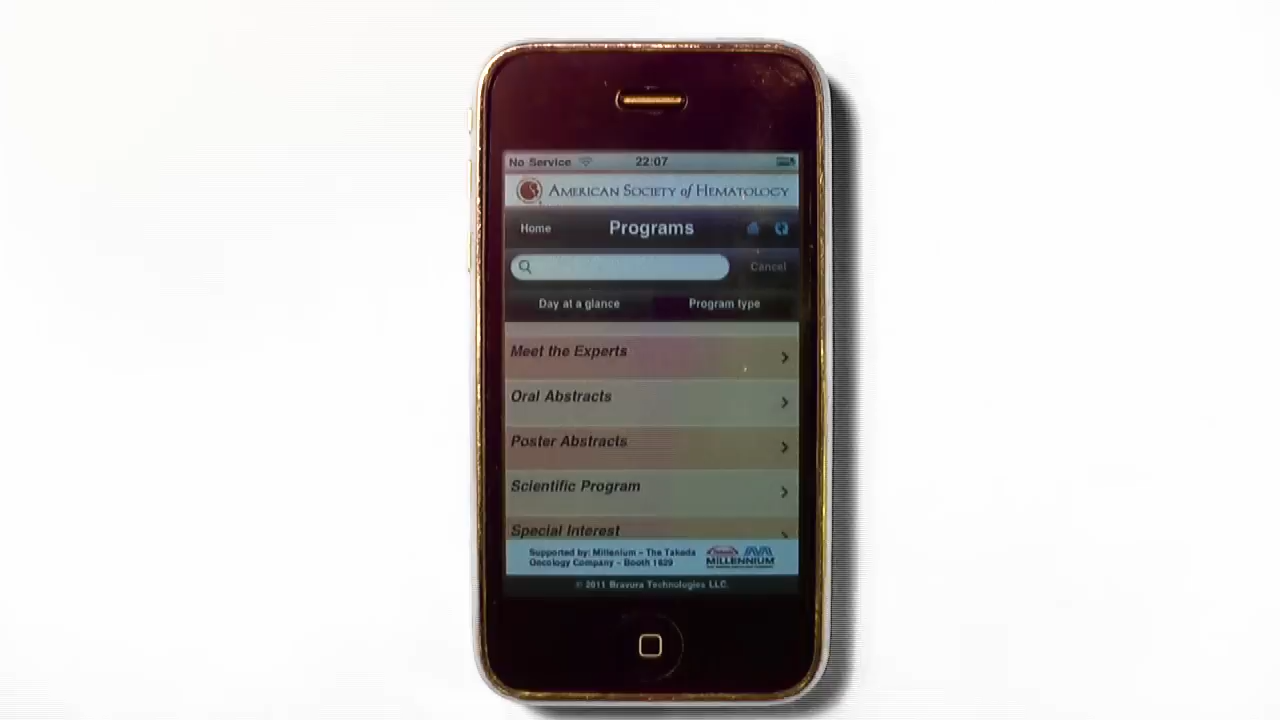 No Service 22:07
AMERICAN SOCIETY of HEMATOLOGY
Home Programs
Cancel
Day at a glance Program type
Meet the Experts
Oral Abstracts
Poster Abstracts
Scientific Program
Special Interest
Supported by: Millenium – The Takeda
Oncology Company – Booth 1629
MILLENNIUM
© 2011 Bravura Technologies LLC.